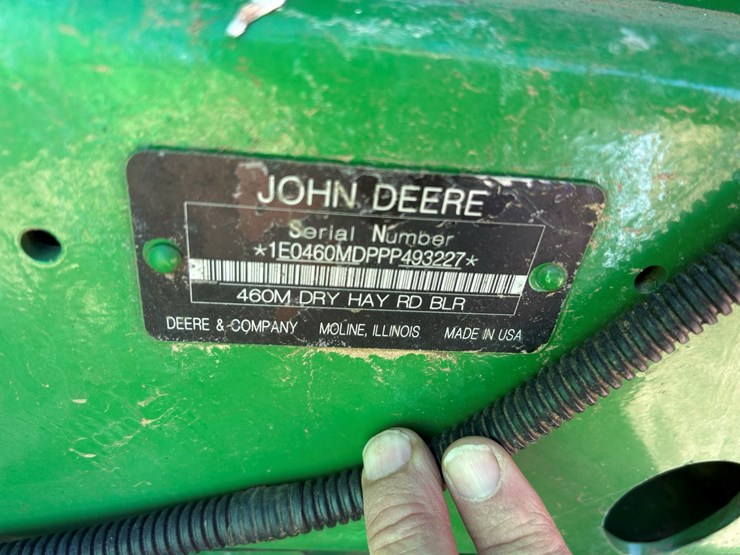 JOHN DEERE
Serial Number
*1E0460MDPPP493227*
460M DRY HAY RD BLR
DEERE & COMPANY MOLINE, ILLINOIS MADE IN USA